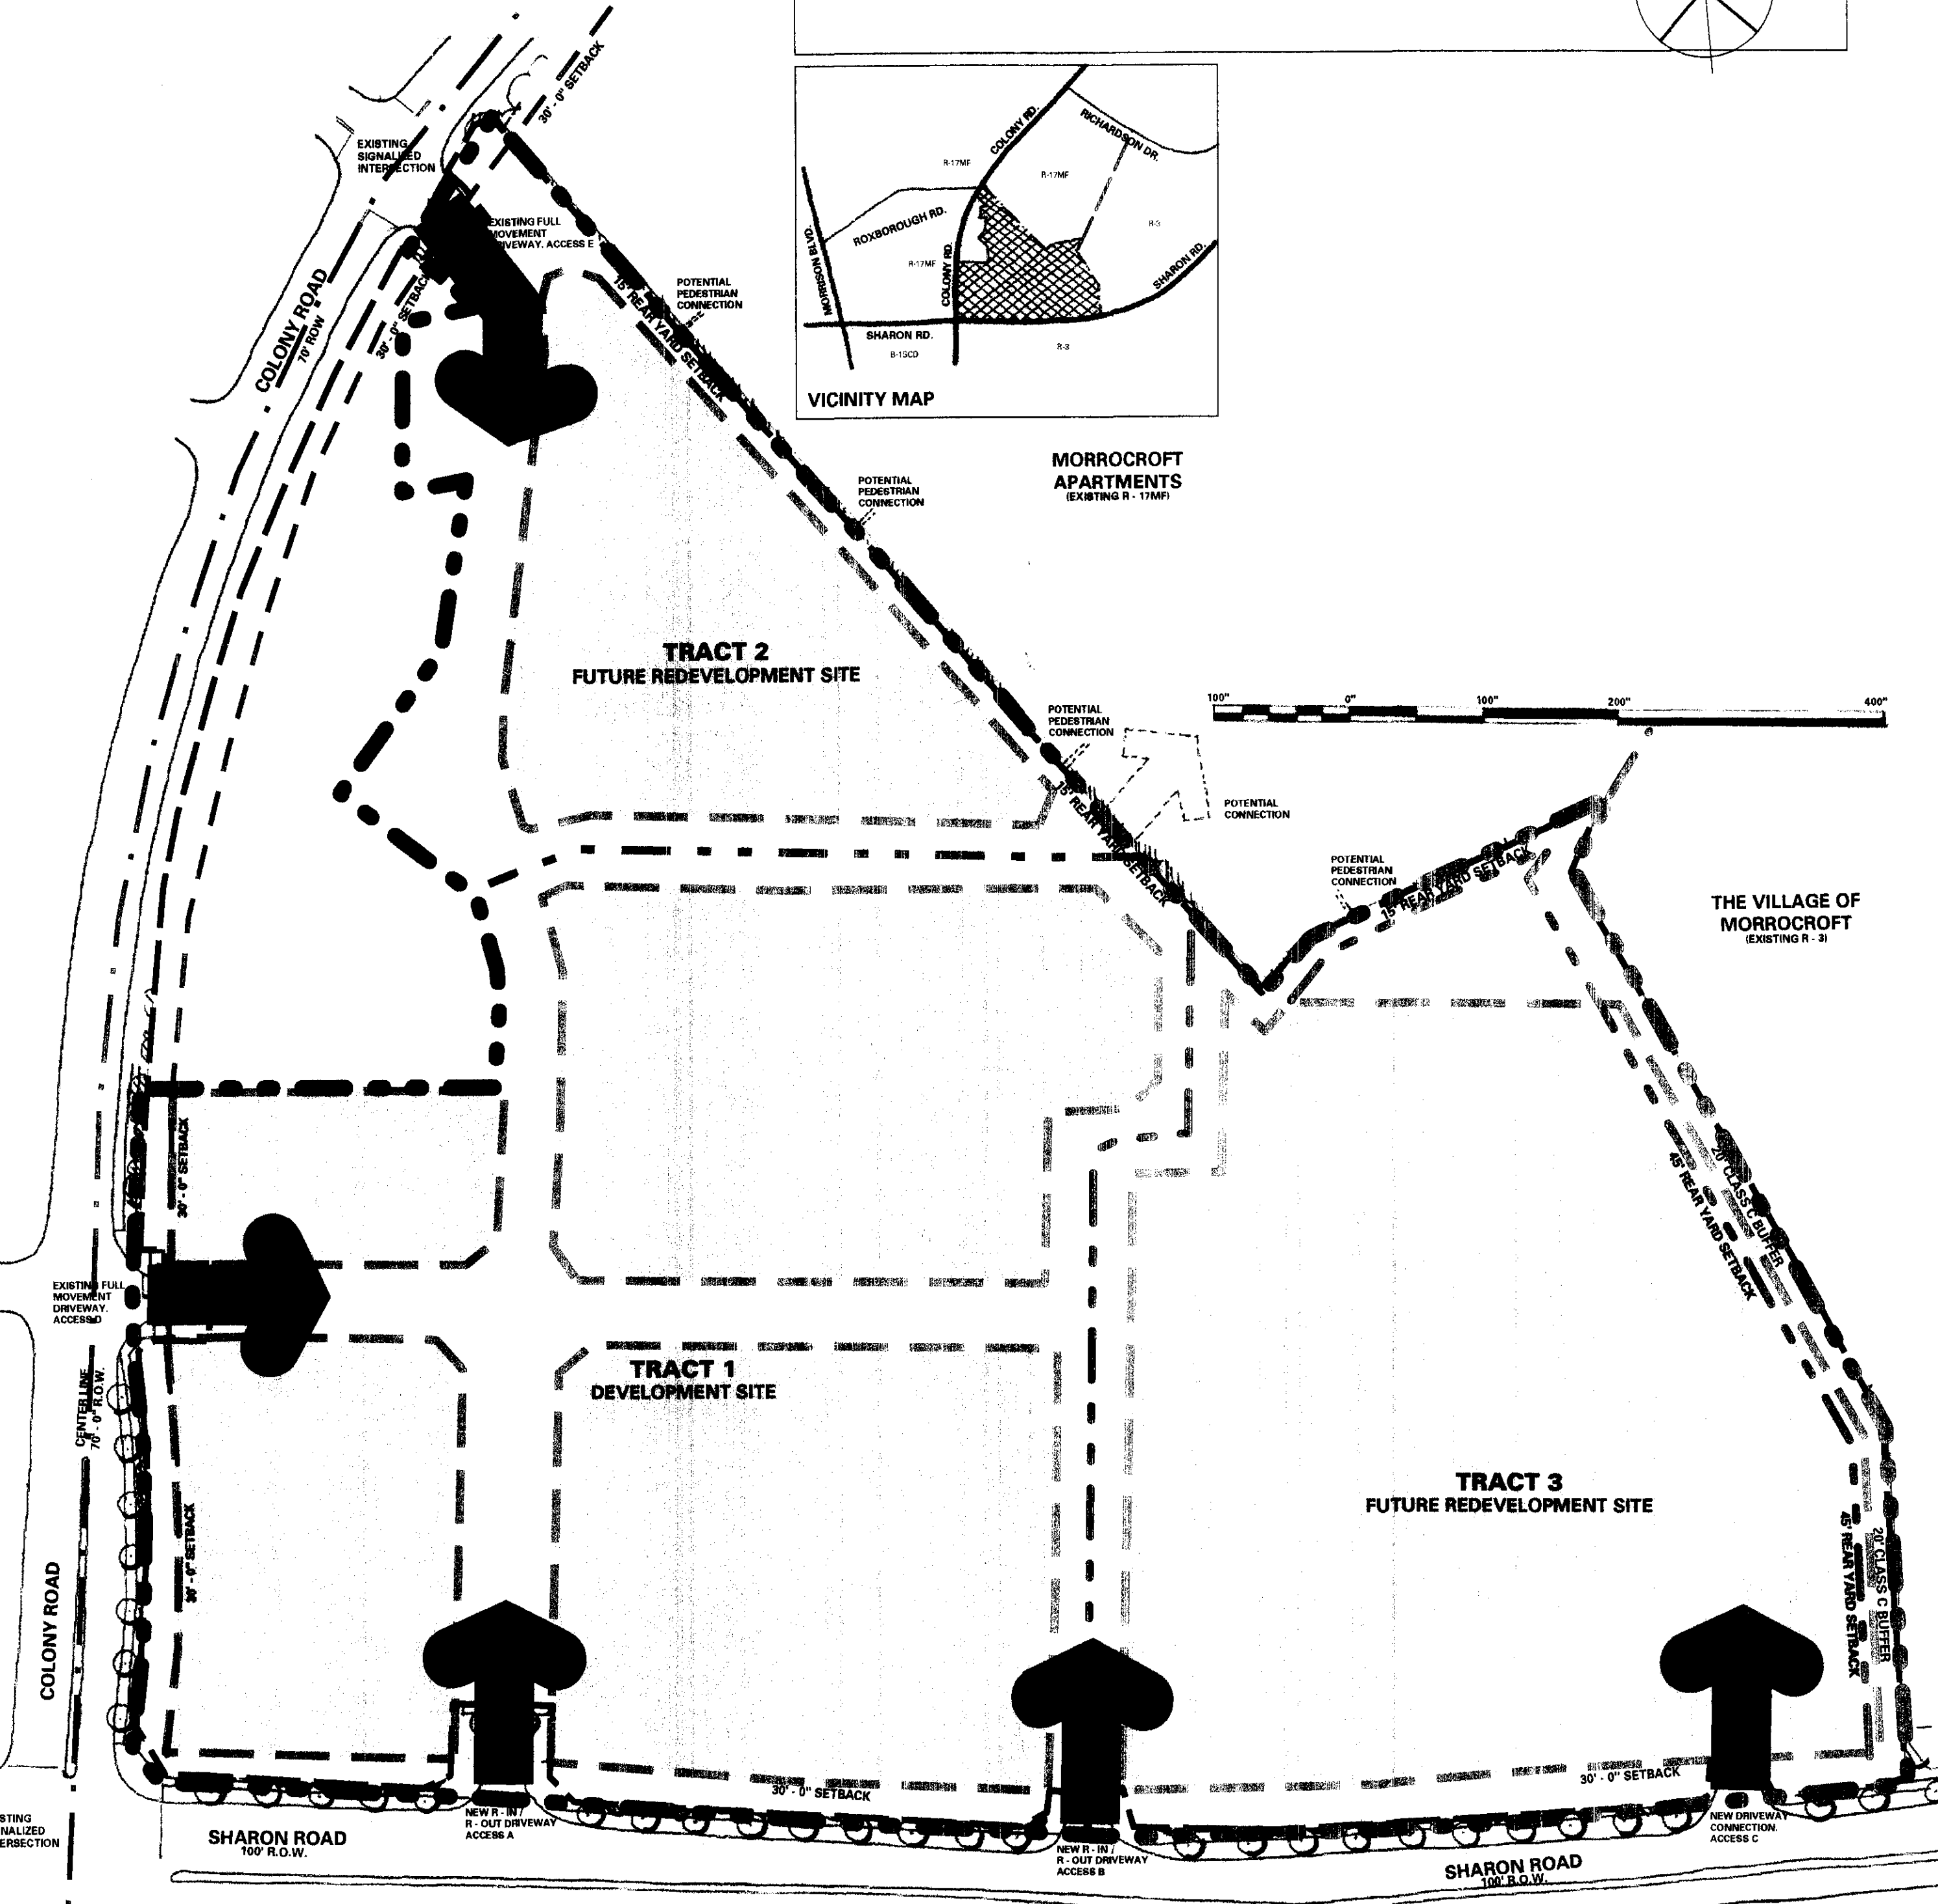 30' - 0" SETBACK
EXISTING
SIGNALIZED
INTERSECTION
EXISTING FULL
MOVEMENT
DRIVEWAY. ACCESS E
COLONY ROAD
70' ROW
30' - 0" SETBACK
15' REAR YARD SETBACK
POTENTIAL
PEDESTRIAN
CONNECTION
COLONY RD.
RICHARDSON DR.
R-17MF
R-17MF
ROXBOROUGH RD.
R-3
MORRISON BLVD.
R-17MF
COLONY RD.
SHARON RD.
SHARON RD.
B-1SCD
R-3
VICINITY MAP
POTENTIAL
PEDESTRIAN
CONNECTION
MORROCROFT
APARTMENTS
(EXISTING R - 17MF)
TRACT 2
FUTURE REDEVELOPMENT SITE
100" 0" 100" 200" 400"
POTENTIAL
PEDESTRIAN
CONNECTION
15' REAR YARD SETBACK
POTENTIAL
CONNECTION
POTENTIAL
PEDESTRIAN
CONNECTION
15' REAR YARD SETBACK
THE VILLAGE OF
MORROCROFT
(EXISTING R - 3)
30' - 0" SETBACK
20' CLASS C BUFFER
45' REAR YARD SETBACK
EXISTING FULL
MOVEMENT
DRIVEWAY.
ACCESS D
CENTER LINE
70' - 0" R.O.W.
TRACT 1
DEVELOPMENT SITE
30' - 0" SETBACK
COLONY ROAD
TRACT 3
FUTURE REDEVELOPMENT SITE
20' CLASS C BUFFER
45' REAR YARD SETBACK
30' - 0" SETBACK
30' - 0" SETBACK
STING
NALIZED
ERSECTION
SHARON ROAD
100' R.O.W.
NEW R - IN /
R - OUT DRIVEWAY
ACCESS A
NEW R - IN /
R - OUT DRIVEWAY
ACCESS B
NEW DRIVEWAY
CONNECTION.
ACCESS C
SHARON ROAD
100' R.O.W.